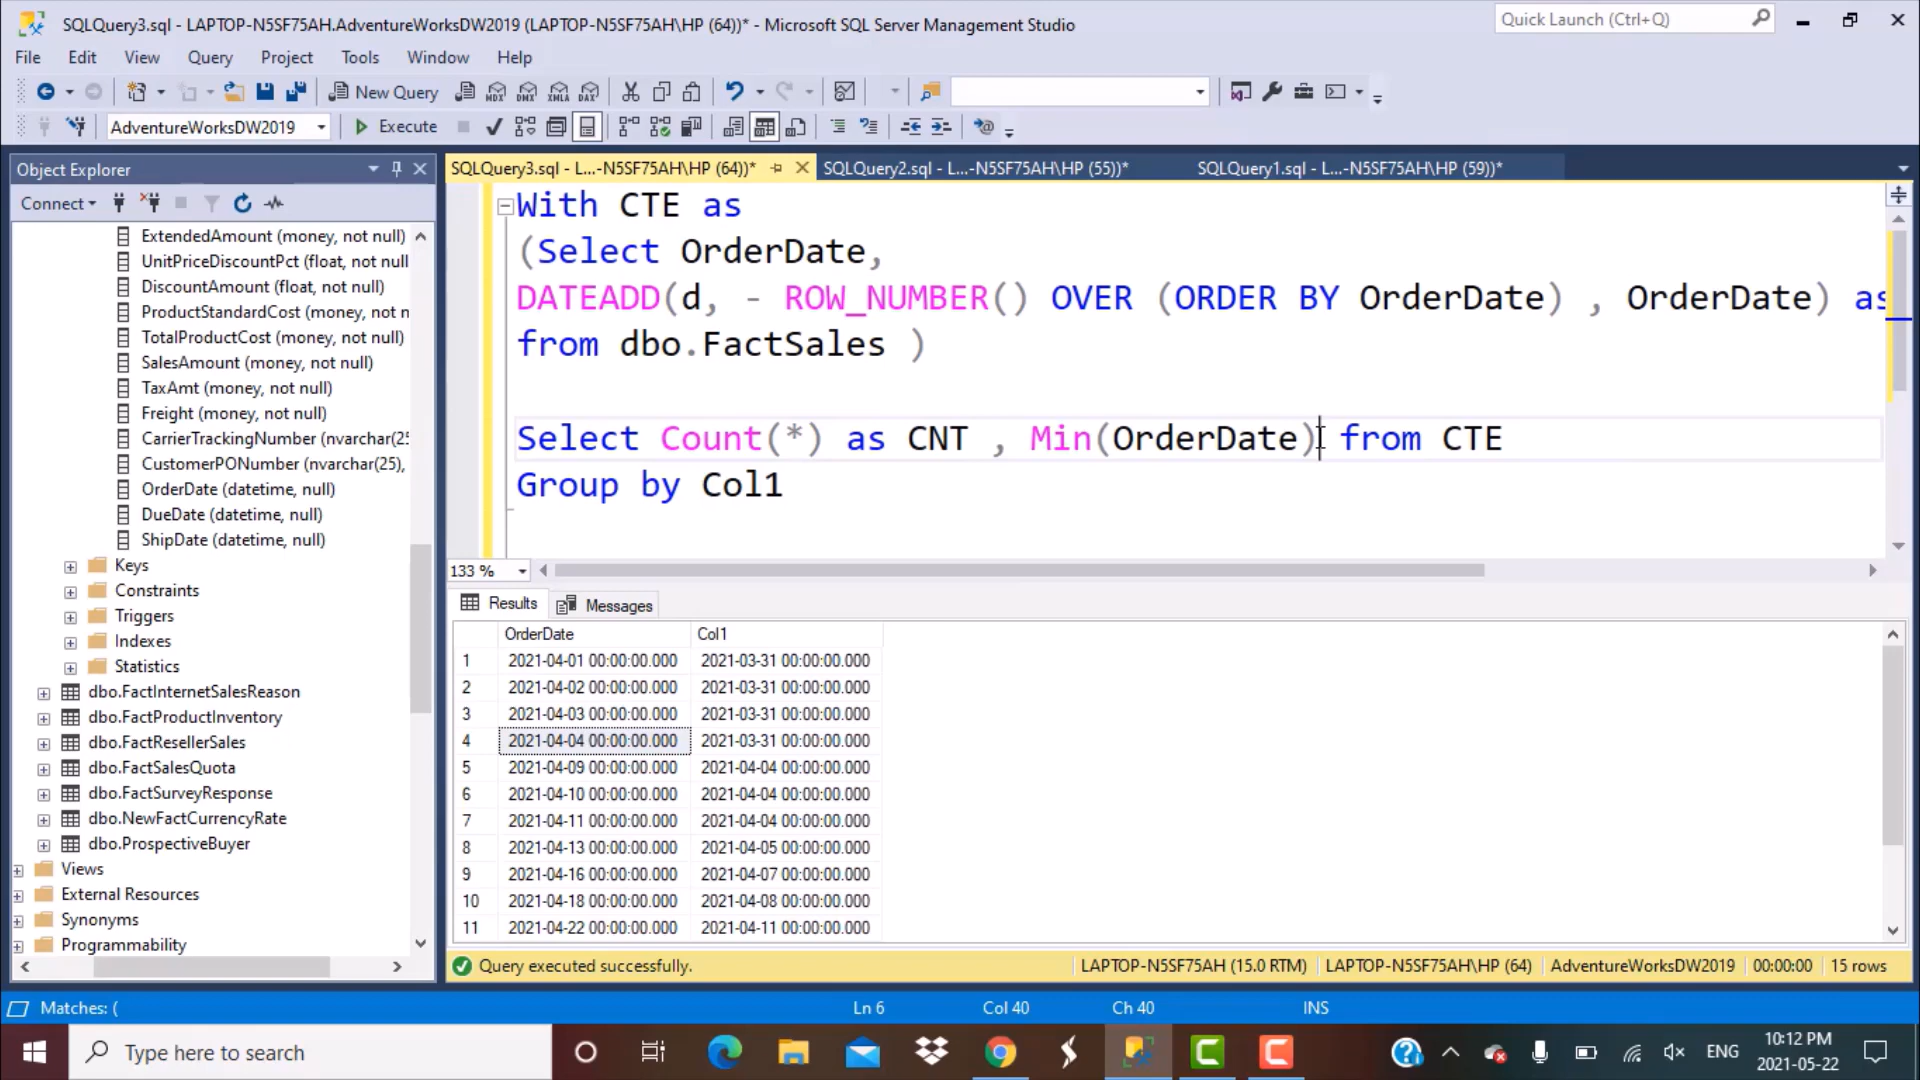 SQLQuery3.sql - LAPTOP-N5SF75AH.AdventureWorksDW2019 (LAPTOP-N5SF75AH\HP (64))* - Microsoft SQL Server Management Studio
Quick Launch (Ctrl+Q)
File Edit View Query Project Tools Window Help
New Query
MDX DMX XMLA DAX
AdventureWorksDW2019
Execute
Object Explorer
SQLQuery3.sql - L...-N5SF75AH\HP (64))*
SQLQuery2.sql - L...-N5SF75AH\HP (55))*
SQLQuery1.sql - L...-N5SF75AH\HP (59))*
Connect
ExtendedAmount (money, not null)
UnitPriceDiscountPct (float, not null
DiscountAmount (float, not null)
ProductStandardCost (money, not n
TotalProductCost (money, not null)
SalesAmount (money, not null)
TaxAmt (money, not null)
Freight (money, not null)
CarrierTrackingNumber (nvarchar(25
CustomerPONumber (nvarchar(25),
OrderDate (datetime, null)
DueDate (datetime, null)
ShipDate (datetime, null)
Keys
Constraints
Triggers
Indexes
Statistics
dbo.FactInternetSalesReason
dbo.FactProductInventory
dbo.FactResellerSales
dbo.FactSalesQuota
dbo.FactSurveyResponse
dbo.NewFactCurrencyRate
dbo.ProspectiveBuyer
Views
External Resources
Synonyms
Programmability
With CTE as
(Select OrderDate,
DATEADD(d, - ROW_NUMBER() OVER (ORDER BY OrderDate) , OrderDate) as
from dbo.FactSales )
Select Count(*) as CNT , Min(OrderDate) from CTE
Group by Col1
133 %
Results Messages
OrderDate Col1
1 2021-04-01 00:00:00.000 2021-03-31 00:00:00.000
2 2021-04-02 00:00:00.000 2021-03-31 00:00:00.000
3 2021-04-03 00:00:00.000 2021-03-31 00:00:00.000
4 2021-04-04 00:00:00.000 2021-03-31 00:00:00.000
5 2021-04-09 00:00:00.000 2021-04-04 00:00:00.000
6 2021-04-10 00:00:00.000 2021-04-04 00:00:00.000
7 2021-04-11 00:00:00.000 2021-04-04 00:00:00.000
8 2021-04-13 00:00:00.000 2021-04-05 00:00:00.000
9 2021-04-16 00:00:00.000 2021-04-07 00:00:00.000
10 2021-04-18 00:00:00.000 2021-04-08 00:00:00.000
11 2021-04-22 00:00:00.000 2021-04-11 00:00:00.000
Query executed successfully.
LAPTOP-N5SF75AH (15.0 RTM) LAPTOP-N5SF75AH\HP (64) AdventureWorksDW2019 00:00:00 15 rows
Matches: (
Ln 6 Col 40 Ch 40 INS
Type here to search
ENG
10:12 PM
2021-05-22